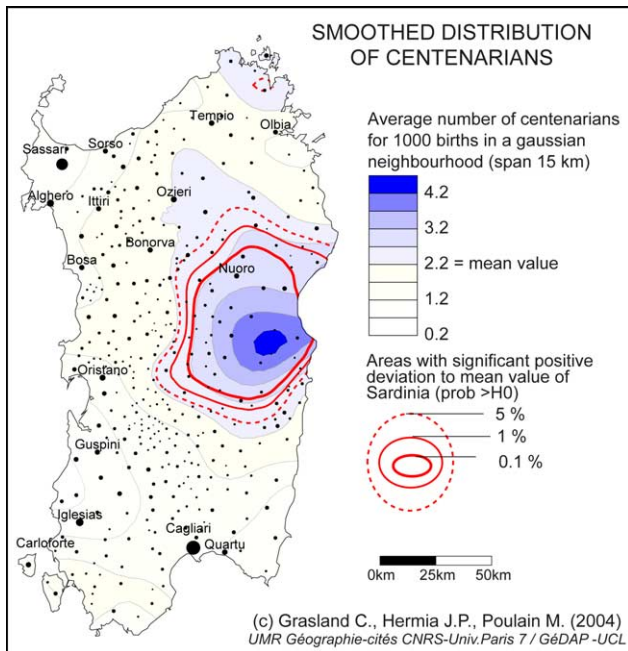 SMOOTHED DISTRIBUTION
OF CENTENARIANS
Average number of centenarians
for 1000 births in a gaussian
neighbourhood (span 15 km)
4.2
3.2
2.2 = mean value
1.2
0.2
Areas with significant positive
deviation to mean value of
Sardinia (prob >H0)
5 %
1 %
0.1 %
0km 25km 50km
Tempio
Olbia
Sorso
Sassari
Alghero
Ittiri
Ozieri
Bonorva
Bosa
Nuoro
Oristano
Guspini
Iglesias
Carloforte
Cagliari
Quartu
(c) Grasland C., Hermia J.P., Poulain M. (2004)
UMR Géographie-cités CNRS-Univ.Paris 7 / GéDAP -UCL